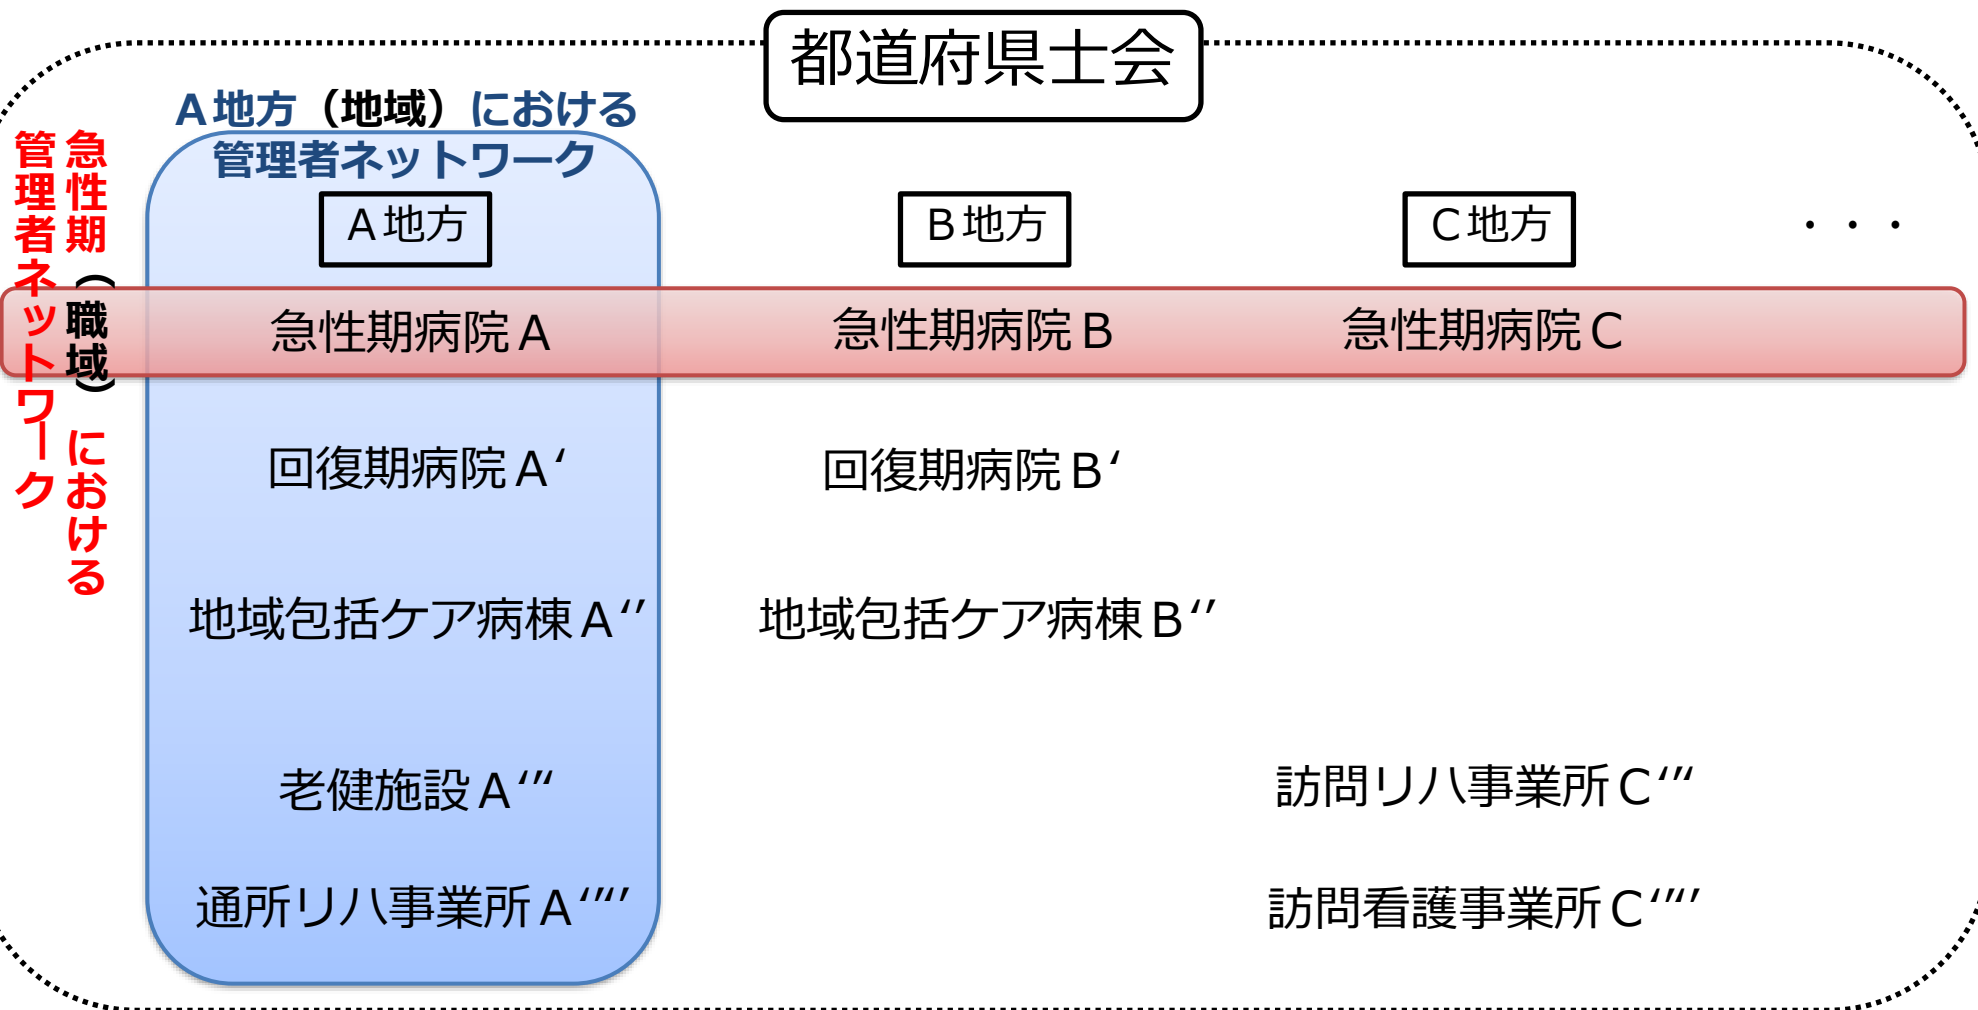 都道府県士会
A地方（地域）における
管理者ネットワーク
急性期（職域）における
管理者ネットワーク
A地方
B地方
C地方
・・・
急性期病院A
急性期病院B
急性期病院C
回復期病院A‘
回復期病院B‘
地域包括ケア病棟A‘’
地域包括ケア病棟B‘’
老健施設A‘’‘
訪問リハ事業所C‘’‘
通所リハ事業所A‘’‘’
訪問看護事業所C‘’‘’